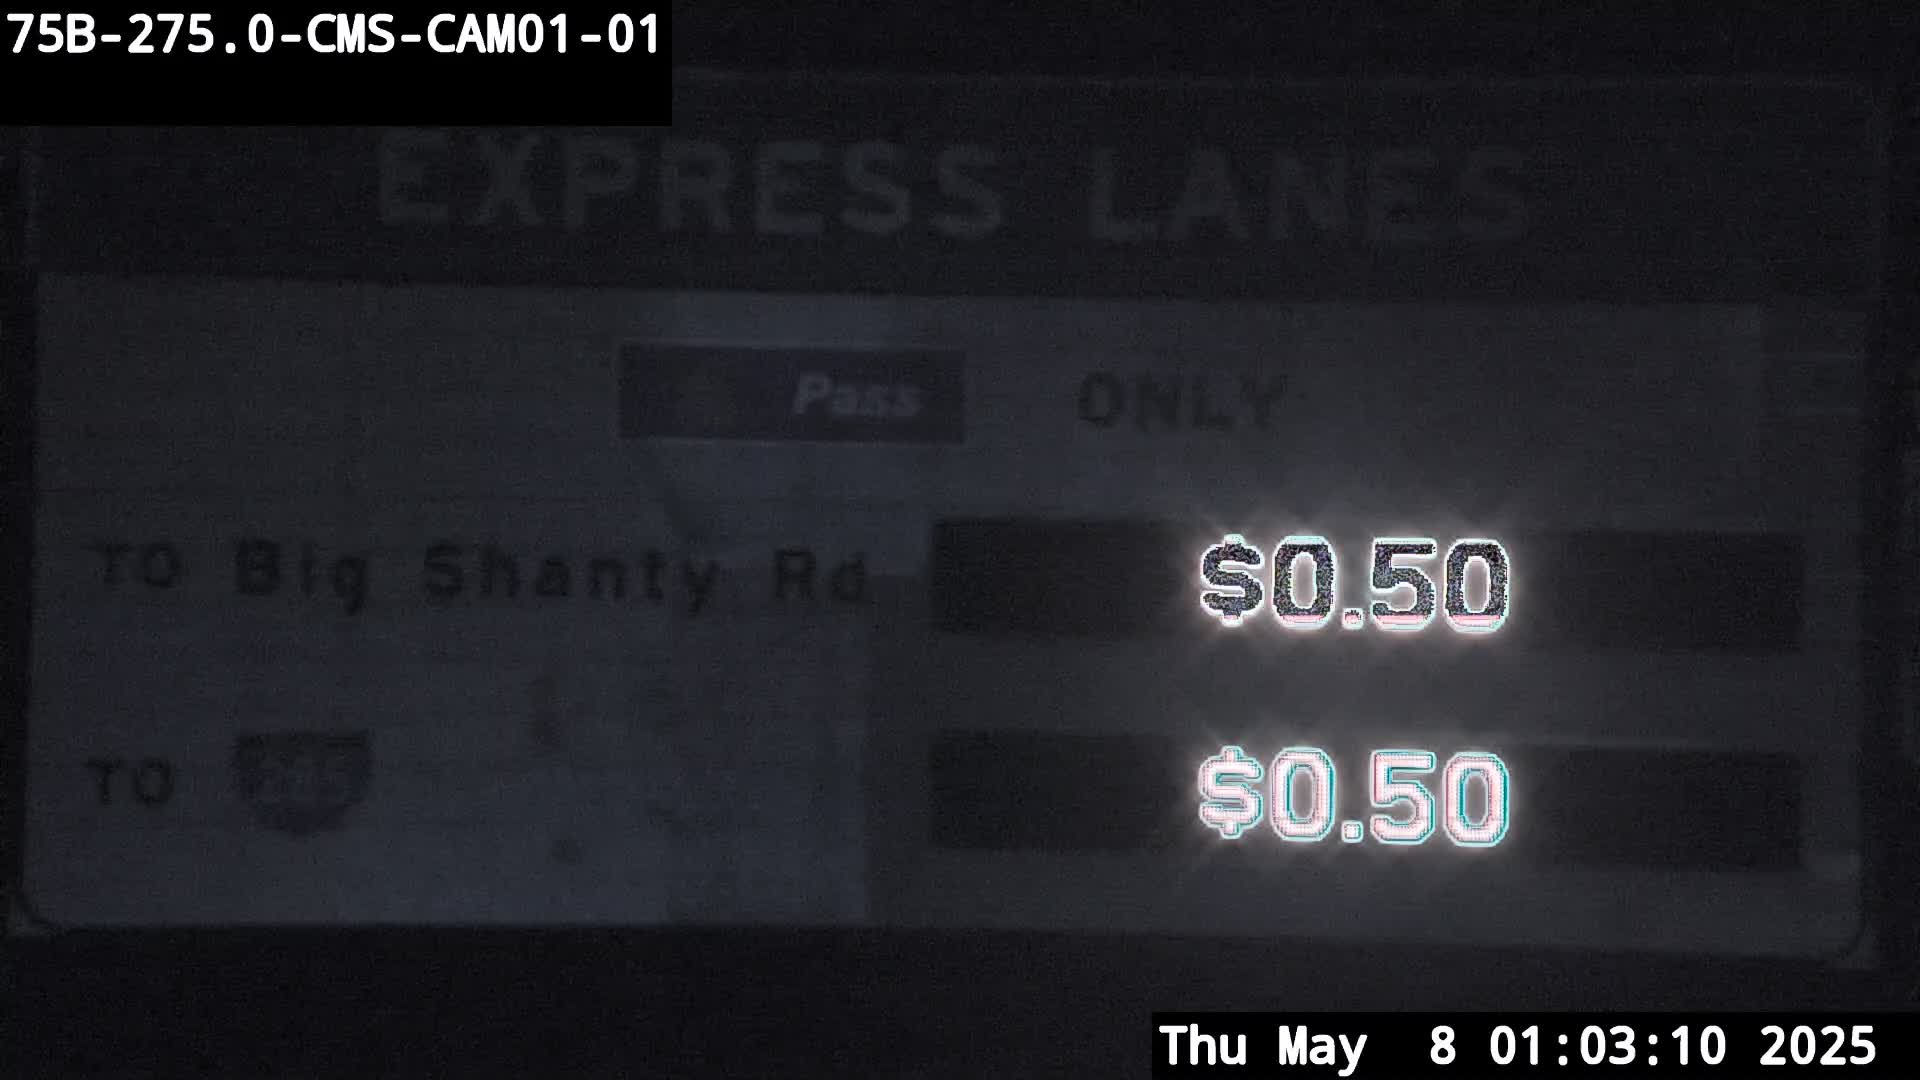 75B-275.0-CMS-CAM01-01
EXPRESS LANES
Pass ONLY
TO Big Shanty Rd $0.50
TO $0.50
Thu May 8 01:03:10 2025